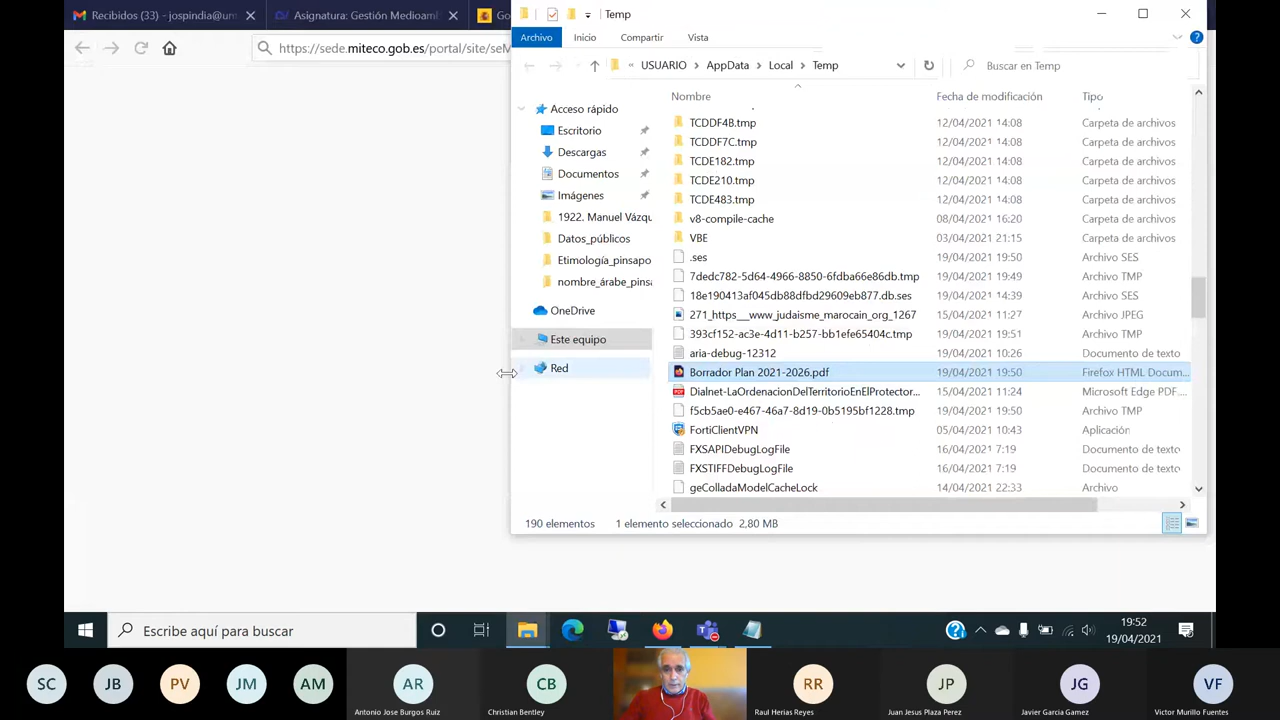 Recibidos (33) - jospindia@un
Asignatura: Gestión Medioaml
Go
Temp
Archivo
Inicio
Compartir
Vista
https://sede.miteco.gob.es/portal/site/seM
« USUARIO > AppData > Local > Temp
Buscar en Temp
Nombre
Fecha de modificación
Tipo
Acceso rápido
Escritorio
Descargas
Documentos
Imágenes
1922. Manuel Vázqu
Datos_públicos
Etimología_pinsapo
nombre_árabe_pinsa
OneDrive
Este equipo
Red
TCDDF4B.tmp 12/04/2021 14:08 Carpeta de archivos
TCDDF7C.tmp 12/04/2021 14:08 Carpeta de archivos
TCDE182.tmp 12/04/2021 14:08 Carpeta de archivos
TCDE210.tmp 12/04/2021 14:08 Carpeta de archivos
TCDE483.tmp 12/04/2021 14:08 Carpeta de archivos
v8-compile-cache 08/04/2021 16:20 Carpeta de archivos
VBE 03/04/2021 21:15 Carpeta de archivos
.ses 19/04/2021 19:50 Archivo SES
7dedc782-5d64-4966-8850-6fdba66e86db.tmp 19/04/2021 19:49 Archivo TMP
18e190413af045db88dfbd29609eb877.db.ses 19/04/2021 14:39 Archivo SES
271_https__www_judaisme_marocain_org_1267 15/04/2021 11:27 Archivo JPEG
393cf152-ac3e-4d11-b257-bb1efe65404c.tmp 19/04/2021 19:51 Archivo TMP
aria-debug-12312 19/04/2021 10:26 Documento de texto
Borrador Plan 2021-2026.pdf 19/04/2021 19:50 Firefox HTML Docum...
Dialnet-LaOrdenacionDelTerritorioEnElProtector... 15/04/2021 11:24 Microsoft Edge PDF...
f5cb5ae0-e467-46a7-8d19-0b5195bf1228.tmp 19/04/2021 19:50 Archivo TMP
FortiClientVPN 05/04/2021 10:43 Aplicación
FXSAPIDebugLogFile 16/04/2021 7:19 Documento de texto
FXSTIFFDebugLogFile 16/04/2021 7:19 Documento de texto
geColladaModelCacheLock 14/04/2021 22:33 Archivo
190 elementos 1 elemento seleccionado 2,80 MB
Escribe aquí para buscar
19:52
19/04/2021
SC
JB
PV
JM
AM
AR
CB
RR
JP
JG
VF
Antonio Jose Burgos Ruiz
Christian Bentley
Raul Herias Reyes
Juan Jesus Plaza Perez
Javier Garcia Gamez
Victor Murillo Fuentes